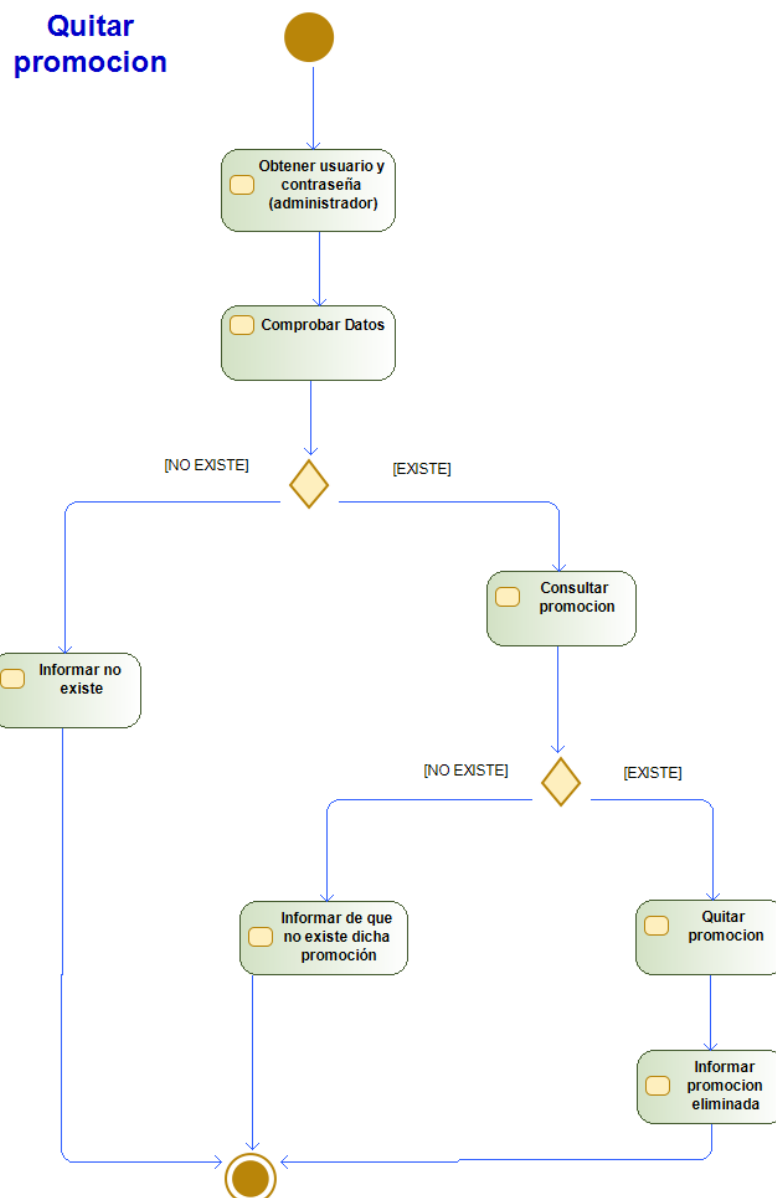 Quitar
promocion
Obtener usuario y
contraseña
(administrador)
Comprobar Datos
[NO EXISTE]
[EXISTE]
Consultar
promocion
Informar no
existe
[NO EXISTE]
[EXISTE]
Informar de que
no existe dicha
promoción
Quitar
promocion
Informar
promocion
eliminada